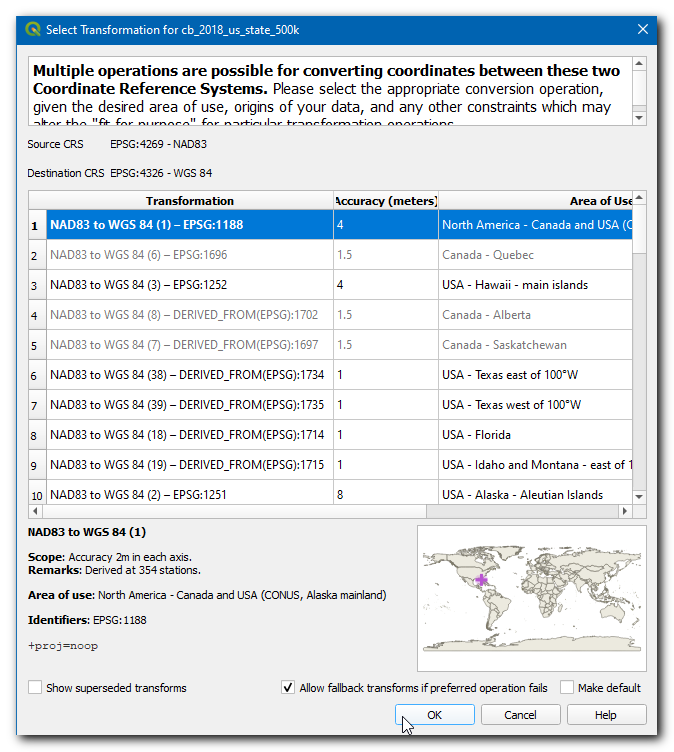 Select Transformation for cb_2018_us_state_500k
Multiple operations are possible for converting coordinates between these two
Coordinate Reference Systems. Please select the appropriate conversion operation,
given the desired area of use, origins of your data, and any other constraints which may
alter the "fit for purpose" for particular transformation operations.
Source CRS EPSG:4269 - NAD83
Destination CRS EPSG:4326 - WGS 84
Transformation Accuracy (meters) Area of Use
1 NAD83 to WGS 84 (1) – EPSG:1188 4 North America - Canada and USA (C
2 NAD83 to WGS 84 (6) – EPSG:1696 1.5 Canada - Quebec
3 NAD83 to WGS 84 (3) – EPSG:1252 4 USA - Hawaii - main islands
4 NAD83 to WGS 84 (8) – DERIVED_FROM(EPSG):1702 1.5 Canada - Alberta
5 NAD83 to WGS 84 (7) – DERIVED_FROM(EPSG):1697 1.5 Canada - Saskatchewan
6 NAD83 to WGS 84 (38) – DERIVED_FROM(EPSG):1734 1 USA - Texas east of 100°W
7 NAD83 to WGS 84 (39) – DERIVED_FROM(EPSG):1735 1 USA - Texas west of 100°W
8 NAD83 to WGS 84 (18) – DERIVED_FROM(EPSG):1714 1 USA - Florida
9 NAD83 to WGS 84 (19) – DERIVED_FROM(EPSG):1715 1 USA - Idaho and Montana - east of 1
10 NAD83 to WGS 84 (2) – EPSG:1251 8 USA - Alaska - Aleutian Islands
NAD83 to WGS 84 (1)
Scope: Accuracy 2m in each axis.
Remarks: Derived at 354 stations.
Area of use: North America - Canada and USA (CONUS, Alaska mainland)
Identifiers: EPSG:1188
+proj=noop
Show superseded transforms Allow fallback transforms if preferred operation fails Make default
OK Cancel Help